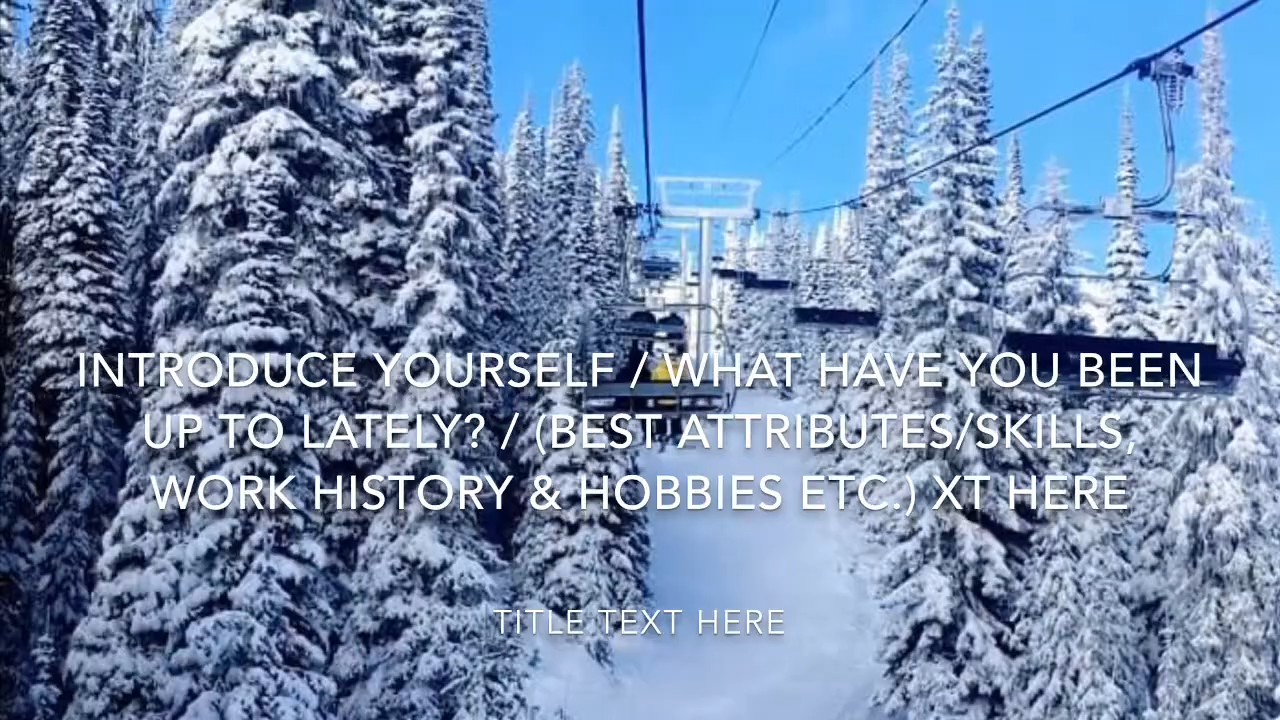 INTRODUCE YOURSELF / WHAT HAVE YOU BEEN
UP TO LATELY? / (BEST ATTRIBUTES/SKILLS,
WORK HISTORY & HOBBIES ETC.) XT HERE
TITLE TEXT HERE